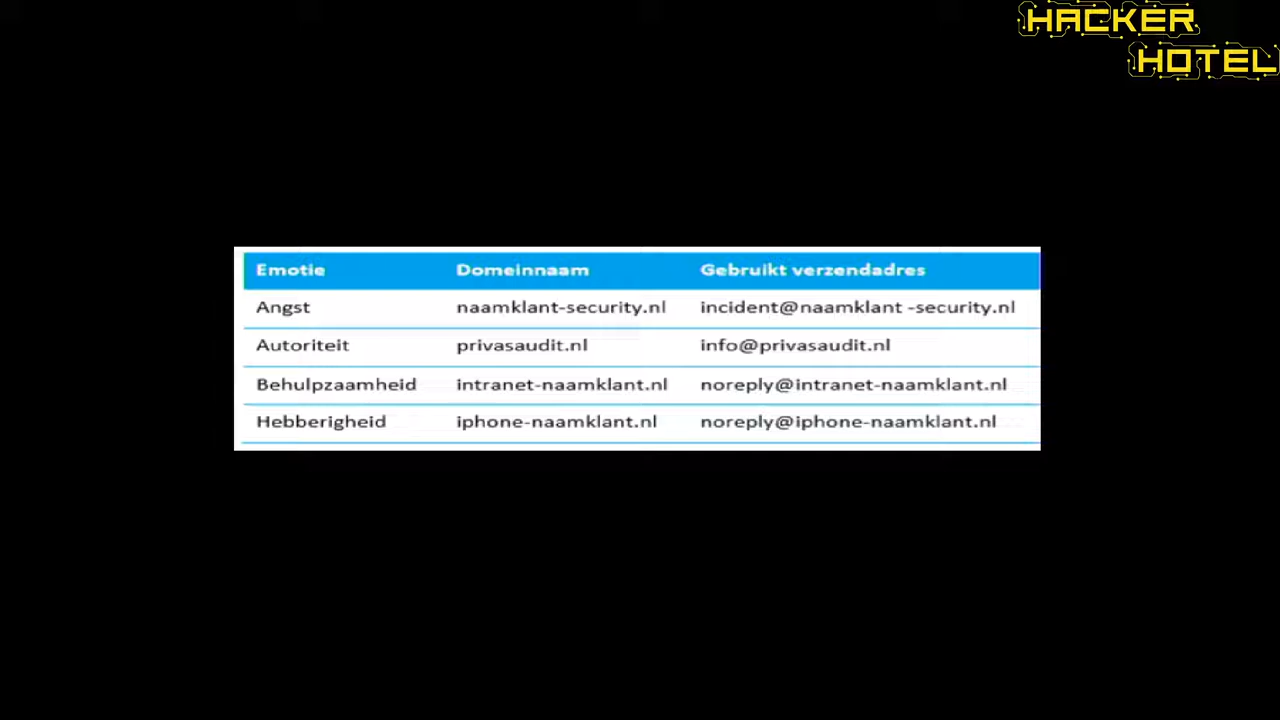 HACKER
HOTEL
Emotie Domeinnaam Gebruikt verzendadres
Angst naamklant-security.nl incident@naamklant -security.nl
Autoriteit privasaudit.nl info@privasaudit.nl
Behulpzaamheid intranet-naamklant.nl noreply@intranet-naamklant.nl
Hebberigheid iphone-naamklant.nl noreply@iphone-naamklant.nl